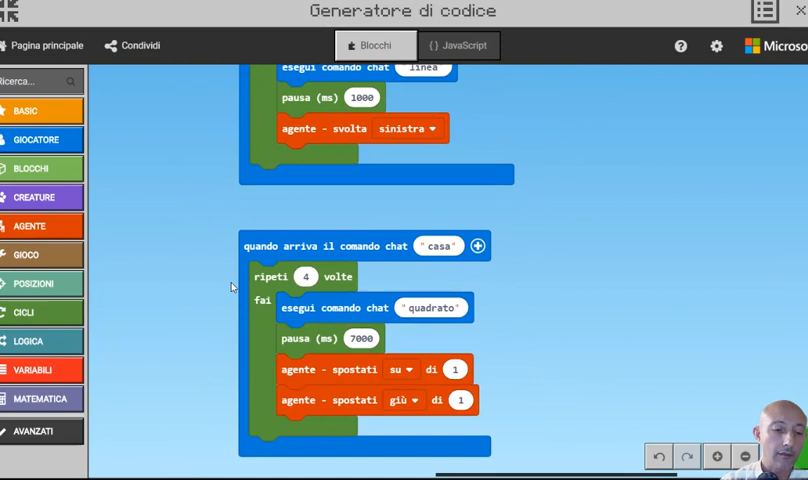 Generatore di codice
Pagina principale
Condividi
Blocchi
{ } JavaScript
Microso
Ricerca...
BASIC
GIOCATORE
BLOCCHI
CREATURE
AGENTE
GIOCO
POSIZIONI
CICLI
LOGICA
VARIABILI
MATEMATICA
AVANZATI
esegui comando chat "linea"
pausa (ms) 1000
agente - svolta sinistra
quando arriva il comando chat "casa"
ripeti 4 volte
fai
esegui comando chat "quadrato"
pausa (ms) 7000
agente - spostati su di 1
agente - spostati giù di 1